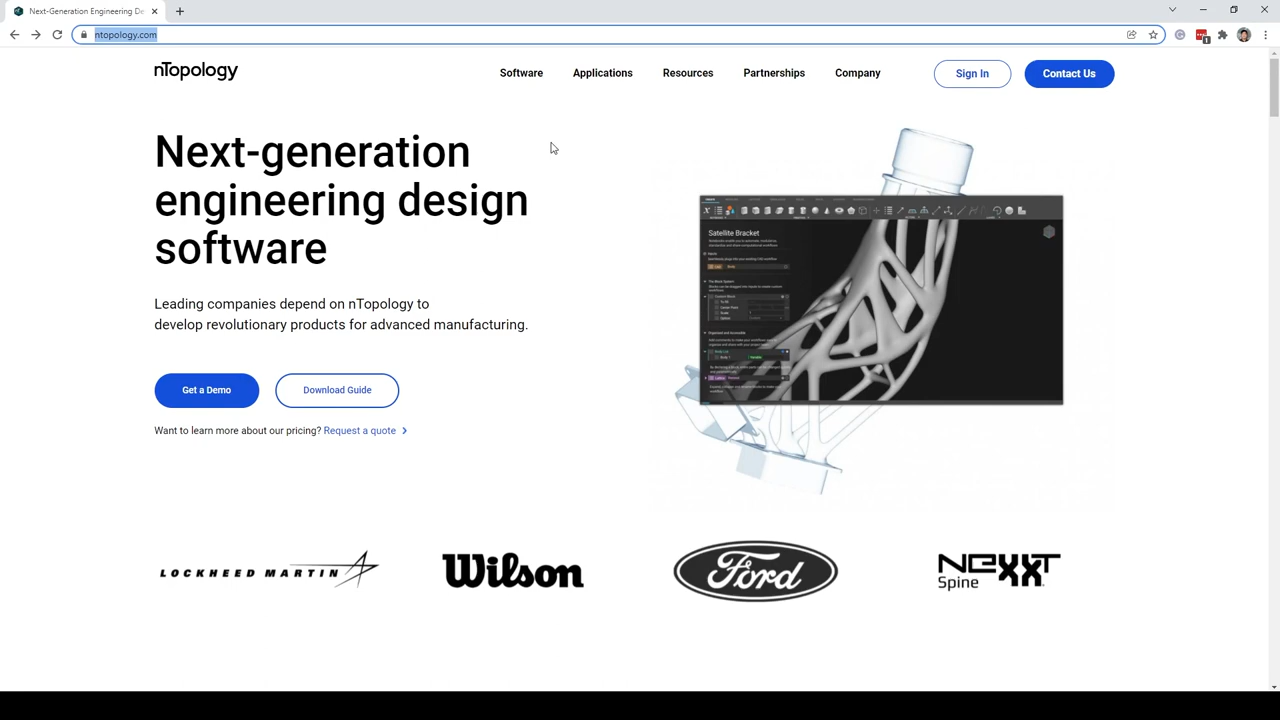 Next-Generation Engineering De
ntopology.com
1
nTopology
Software
Applications
Resources
Partnerships
Company
Sign In
Contact Us
Next-generation
engineering design
software
Leading companies depend on nTopology to
develop revolutionary products for advanced manufacturing.
Get a Demo
Download Guide
Want to learn more about our pricing? Request a quote
Satellite Bracket
LOCKHEED MARTIN
Wilson
Ford
NEXXT
Spine